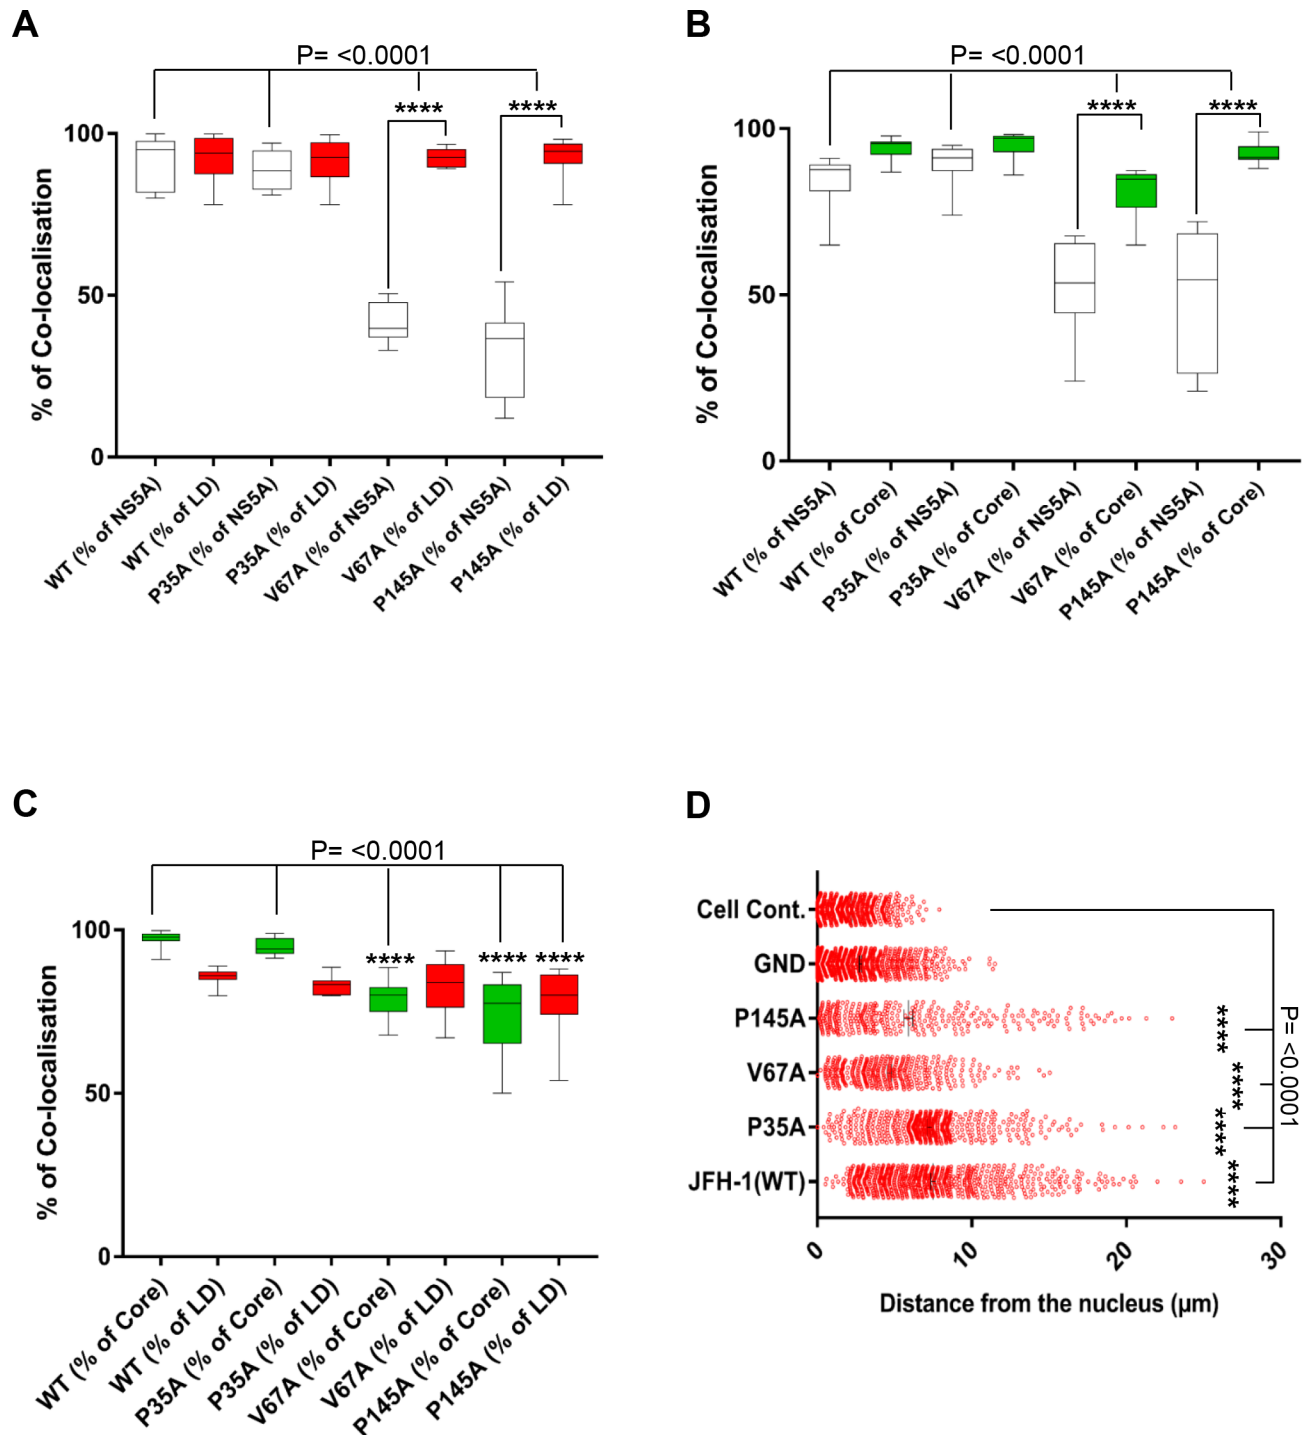 A
P= <0.0001
****
****
% of Co-localisation
100
50
0
WT (% of NS5A)
WT (% of LD)
P35A (% of NS5A)
P35A (% of LD)
V67A (% of NS5A)
V67A (% of LD)
P145A (% of NS5A)
P145A (% of LD)
B
P= <0.0001
****
****
% of Co-localisation
100
50
0
WT (% of NS5A)
WT (% of Core)
P35A (% of NS5A)
P35A (% of Core)
V67A (% of NS5A)
V67A (% of Core)
P145A (% of NS5A)
P145A (% of Core)
C
P= <0.0001
****
****
****
% of Co-localisation
100
50
0
WT (% of Core)
WT (% of LD)
P35A (% of Core)
P35A (% of LD)
V67A (% of Core)
V67A (% of LD)
P145A (% of Core)
P145A (% of LD)
D
Cell Cont.
GND
P145A
V67A
P35A
JFH-1(WT)
****
****
****
****
P= <0.0001
0
10
20
30
Distance from the nucleus (µm)